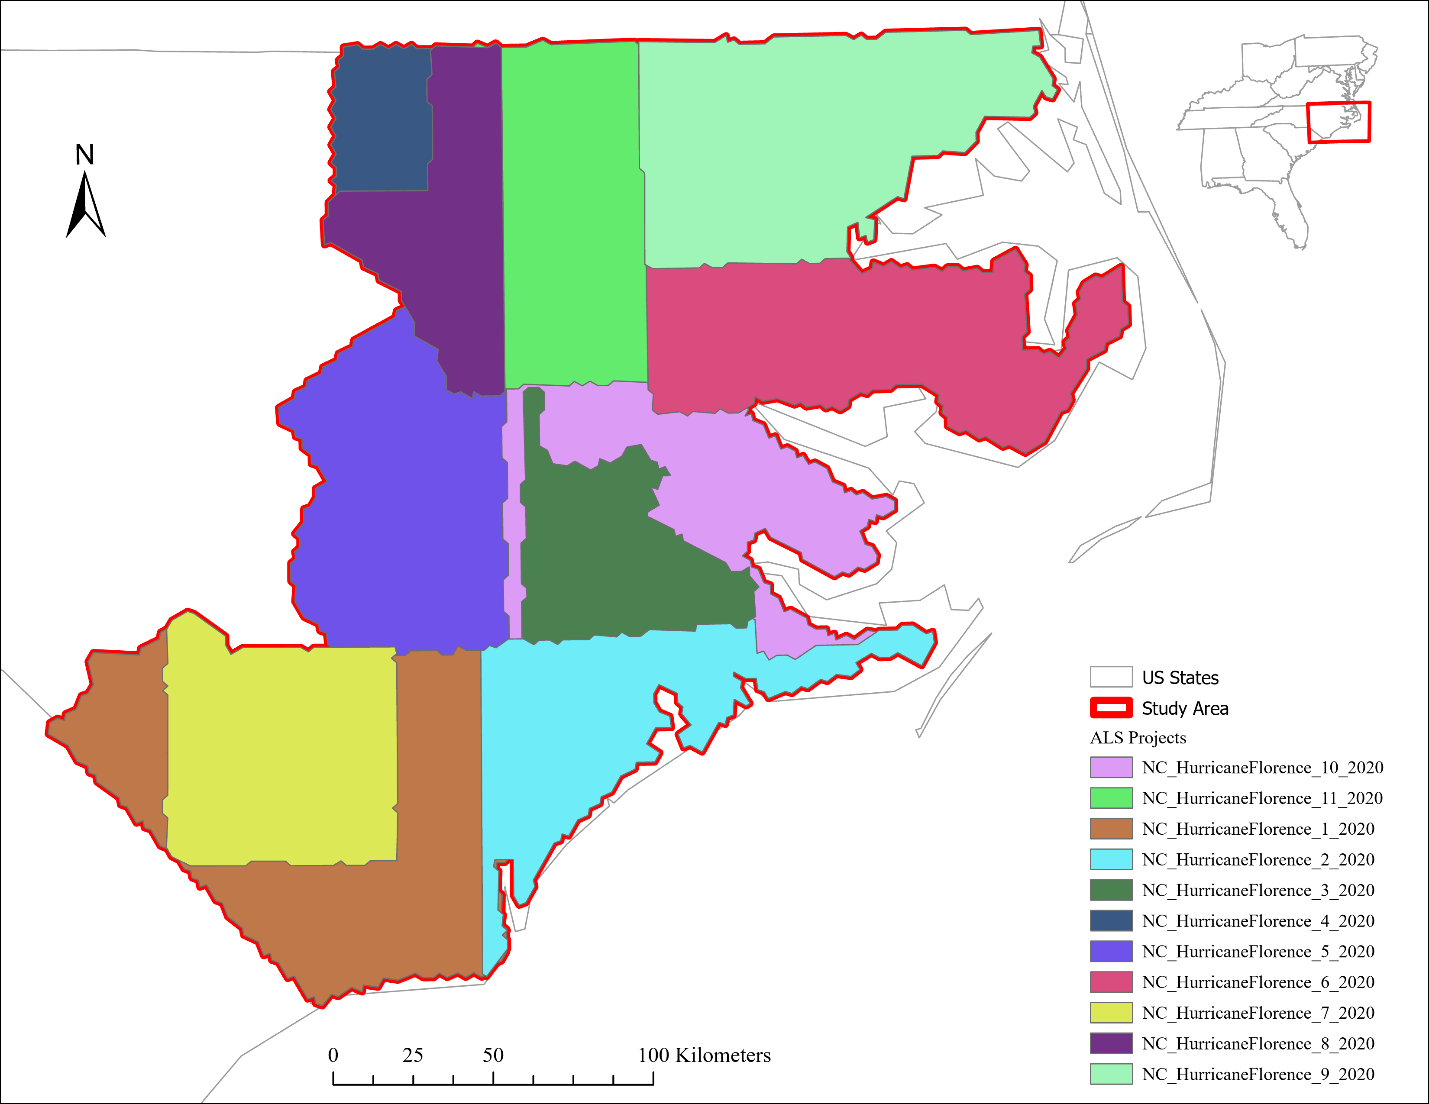 N
US States
Study Area
ALS Projects
NC_HurricaneFlorence_10_2020
NC_HurricaneFlorence_11_2020
NC_HurricaneFlorence_1_2020
NC_HurricaneFlorence_2_2020
NC_HurricaneFlorence_3_2020
NC_HurricaneFlorence_4_2020
NC_HurricaneFlorence_5_2020
NC_HurricaneFlorence_6_2020
NC_HurricaneFlorence_7_2020
NC_HurricaneFlorence_8_2020
NC_HurricaneFlorence_9_2020
0 25 50 100 Kilometers